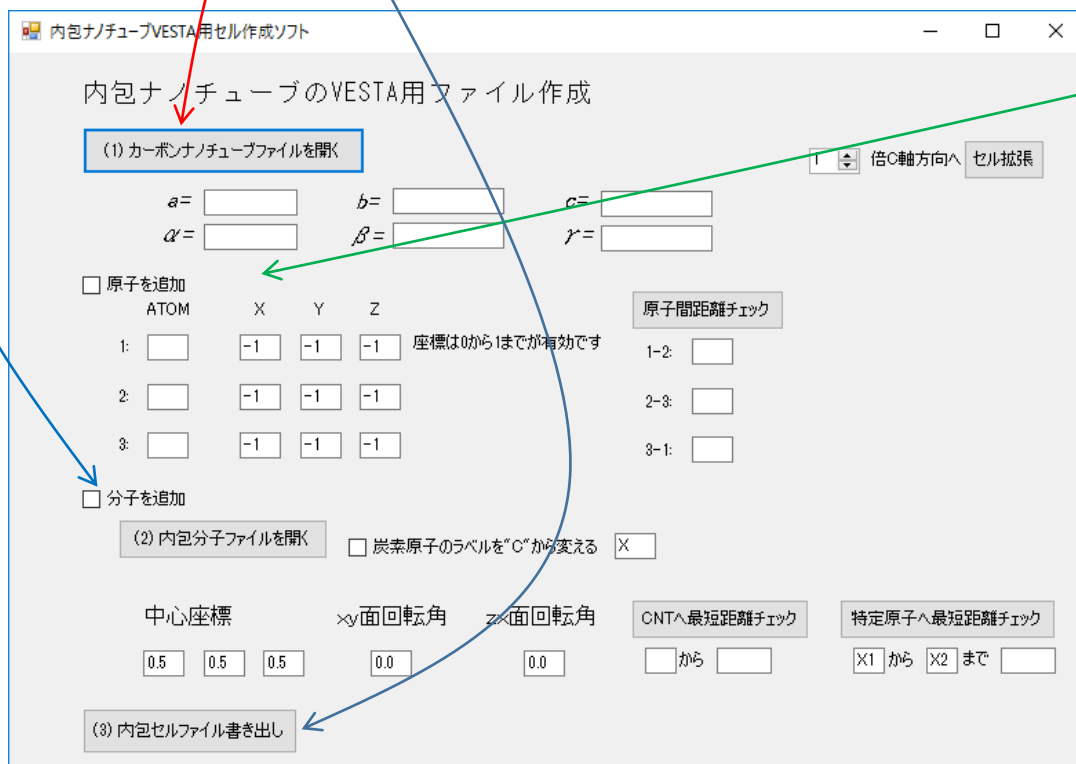 内包ナノチューブVESTA用セル作成ソフト
内包ナノチューブのVESTA用ファイル作成
(1) カーボンナノチューブファイルを開く
1 倍C軸方向へ セル拡張
a= b= c=
α= β= γ=
原子を追加
ATOM X Y Z 原子間距離チェック
1: -1 -1 -1 座標は0から1までが有効です 1-2:
2: -1 -1 -1 2-3:
3: -1 -1 -1 3-1:
分子を追加
(2) 内包分子ファイルを開く 炭素原子のラベルを"C"から変える X
中心座標 xy面回転角 zx面回転角 CNTへ最短距離チェック 特定原子へ最短距離チェック
0.5 0.5 0.5 0.0 0.0 から X1 から X2 まで
(3) 内包セルファイル書き出し